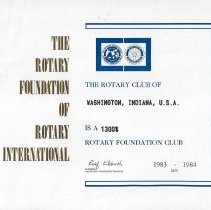 THE
ROTARY
FOUNDATION
OF
ROTARY
INTERNATIONAL
THE ROTARY CLUB OF
WASHINGTON, INDIANA, U.S.A.
IS A 1300%
ROTARY FOUNDATION CLUB
1983 - 1984
DATE